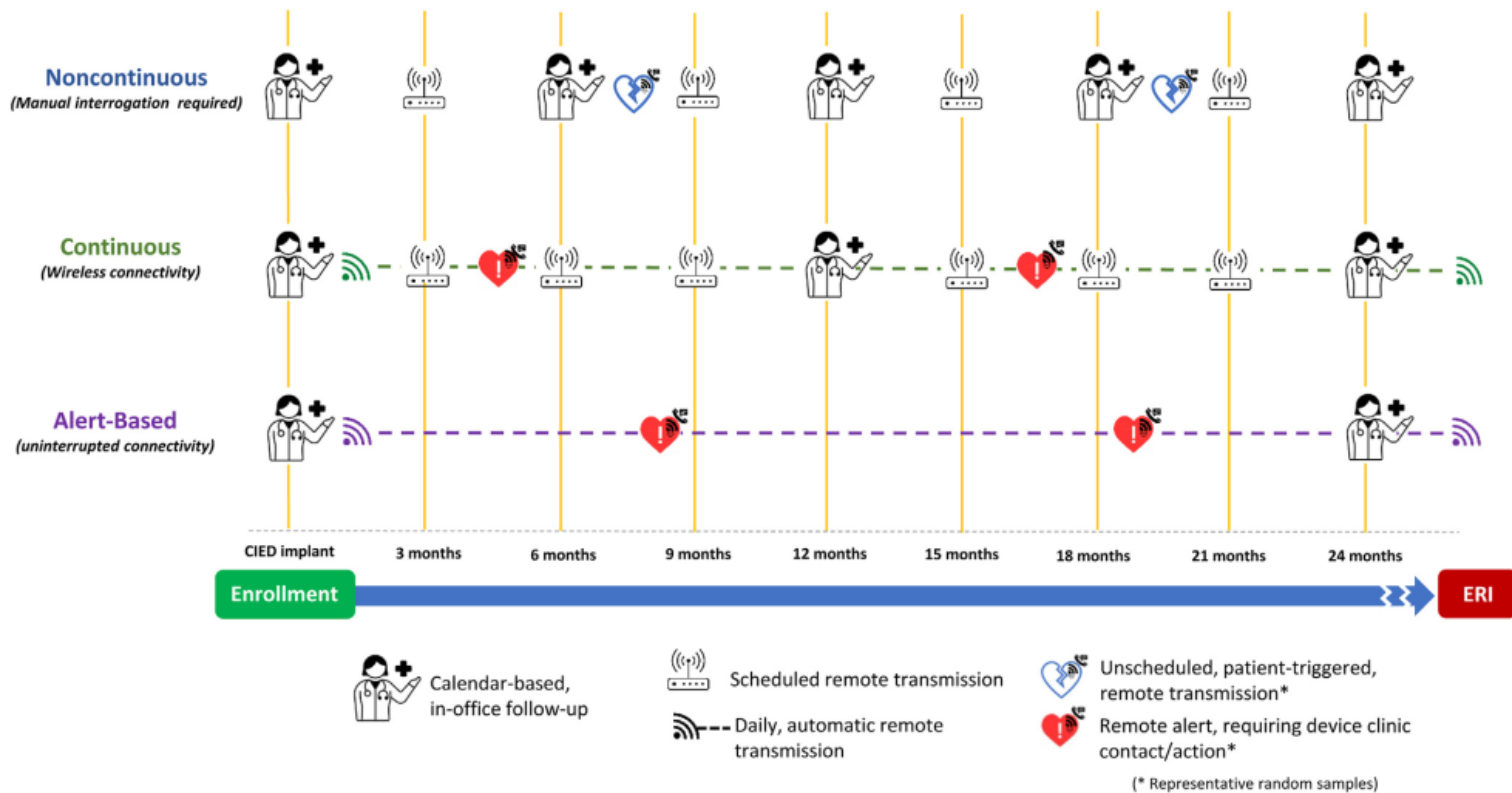 Noncontinuous
(Manual interrogation required)
Continuous
(Wireless connectivity)
Alert-Based
(uninterrupted connectivity)
CIED implant
3 months
6 months
9 months
12 months
15 months
18 months
21 months
24 months
Enrollment
ERI
Calendar-based,
in-office follow-up
Scheduled remote transmission
Daily, automatic remote
transmission
Unscheduled, patient-triggered,
remote transmission*
Remote alert, requiring device clinic
contact/action*
(* Representative random samples)